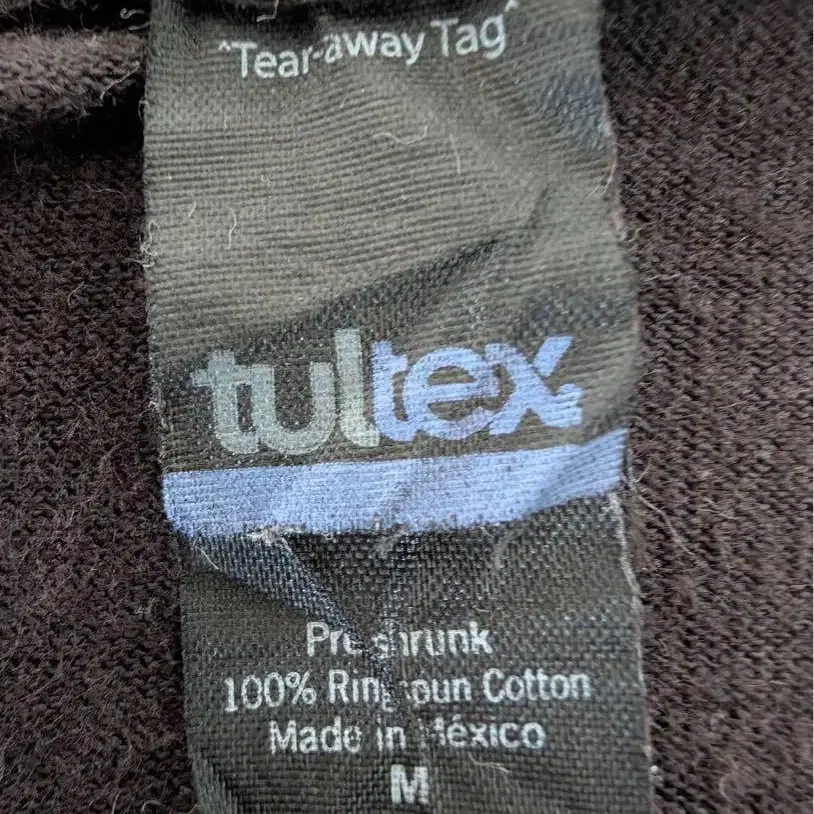 ^Tear-away Tag^
tultex
Preshrunk
100% Ringspun Cotton
Made in México
M